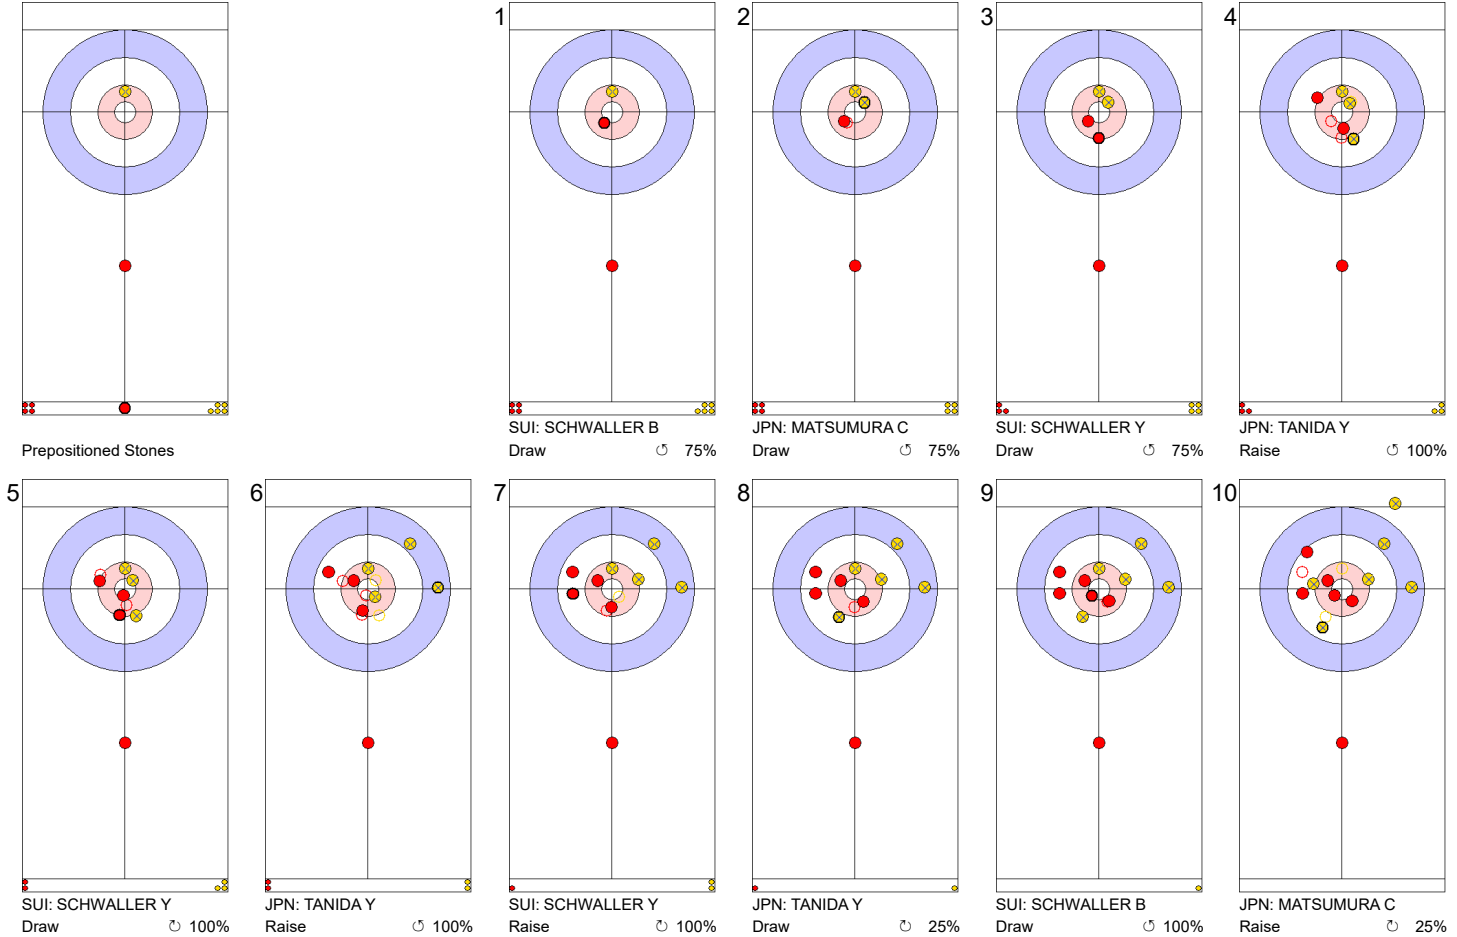 Prepositioned Stones
1
SUI: SCHWALLER B
Draw 75%
2
JPN: MATSUMURA C
Draw 75%
3
SUI: SCHWALLER Y
Draw 75%
4
JPN: TANIDA Y
Raise 100%
5
SUI: SCHWALLER Y
Draw 100%
6
JPN: TANIDA Y
Raise 100%
7
SUI: SCHWALLER Y
Raise 100%
8
JPN: TANIDA Y
Draw 25%
9
SUI: SCHWALLER B
Draw 100%
10
JPN: MATSUMURA C
Raise 25%